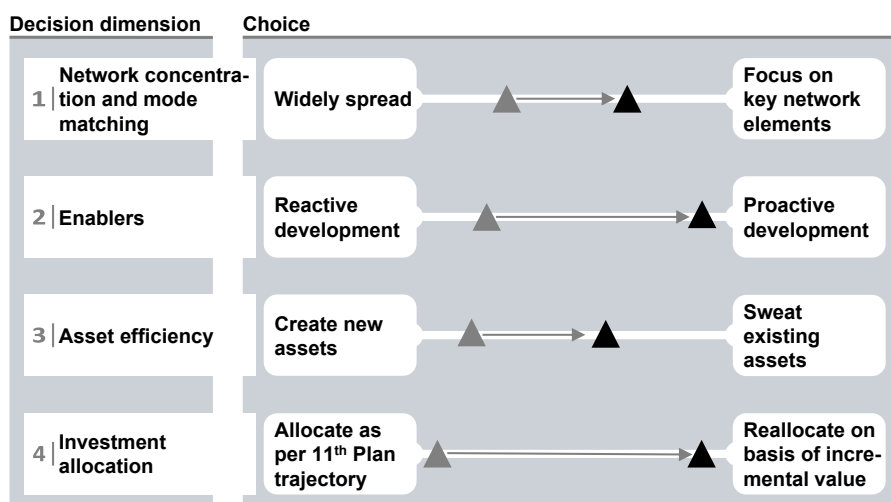 Decision dimension
Choice
1
Network concentra-
tion and mode
matching
Widely spread
Focus on
key network
elements
2
Enablers
Reactive
development
Proactive
development
3
Asset efficiency
Create new
assets
Sweat
existing
assets
4
Investment
allocation
Allocate as
per 11th Plan
trajectory
Reallocate on
basis of incre-
mental value